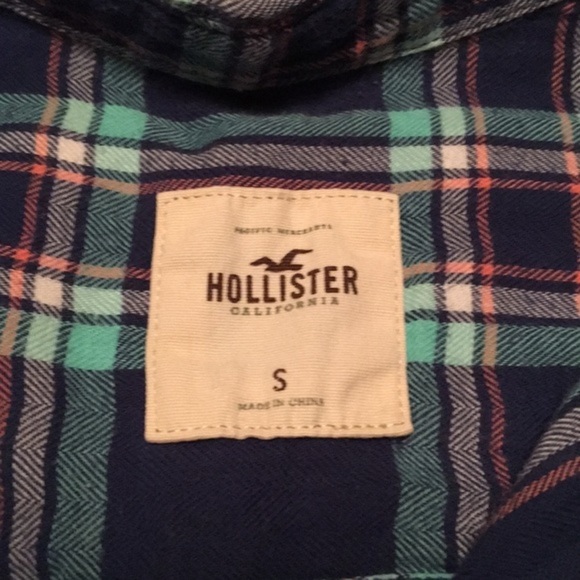 PACIFIC MERCHANTS
HOLLISTER
CALIFORNIA
S
MADE IN CHINA